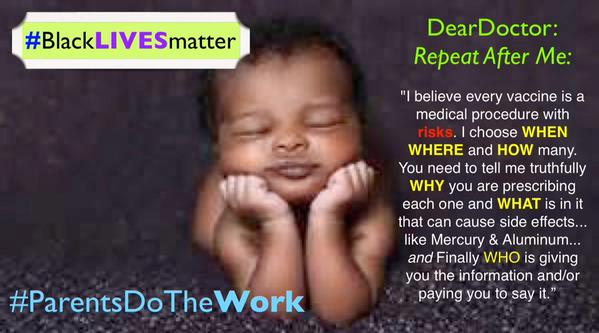 #BlackLIVESmatter
DearDoctor:
Repeat After Me:
"I believe every vaccine is a
medical procedure with
risks. I choose WHEN
WHERE and HOW many.
You need to tell me truthfully
WHY you are prescribing
each one and WHAT is in it
that can cause side effects...
like Mercury & Aluminum...
and Finally WHO is giving
you the information and/or
paying you to say it.”
#ParentsDoTheWork